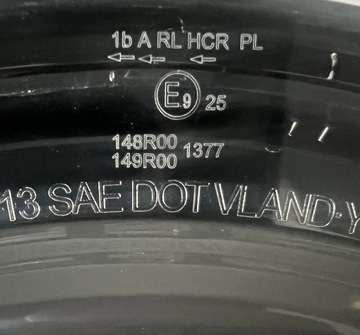 1b A RL HCR PL
E9 25
148R00
149R00 1377
13 SAE DOT VLAND·Y